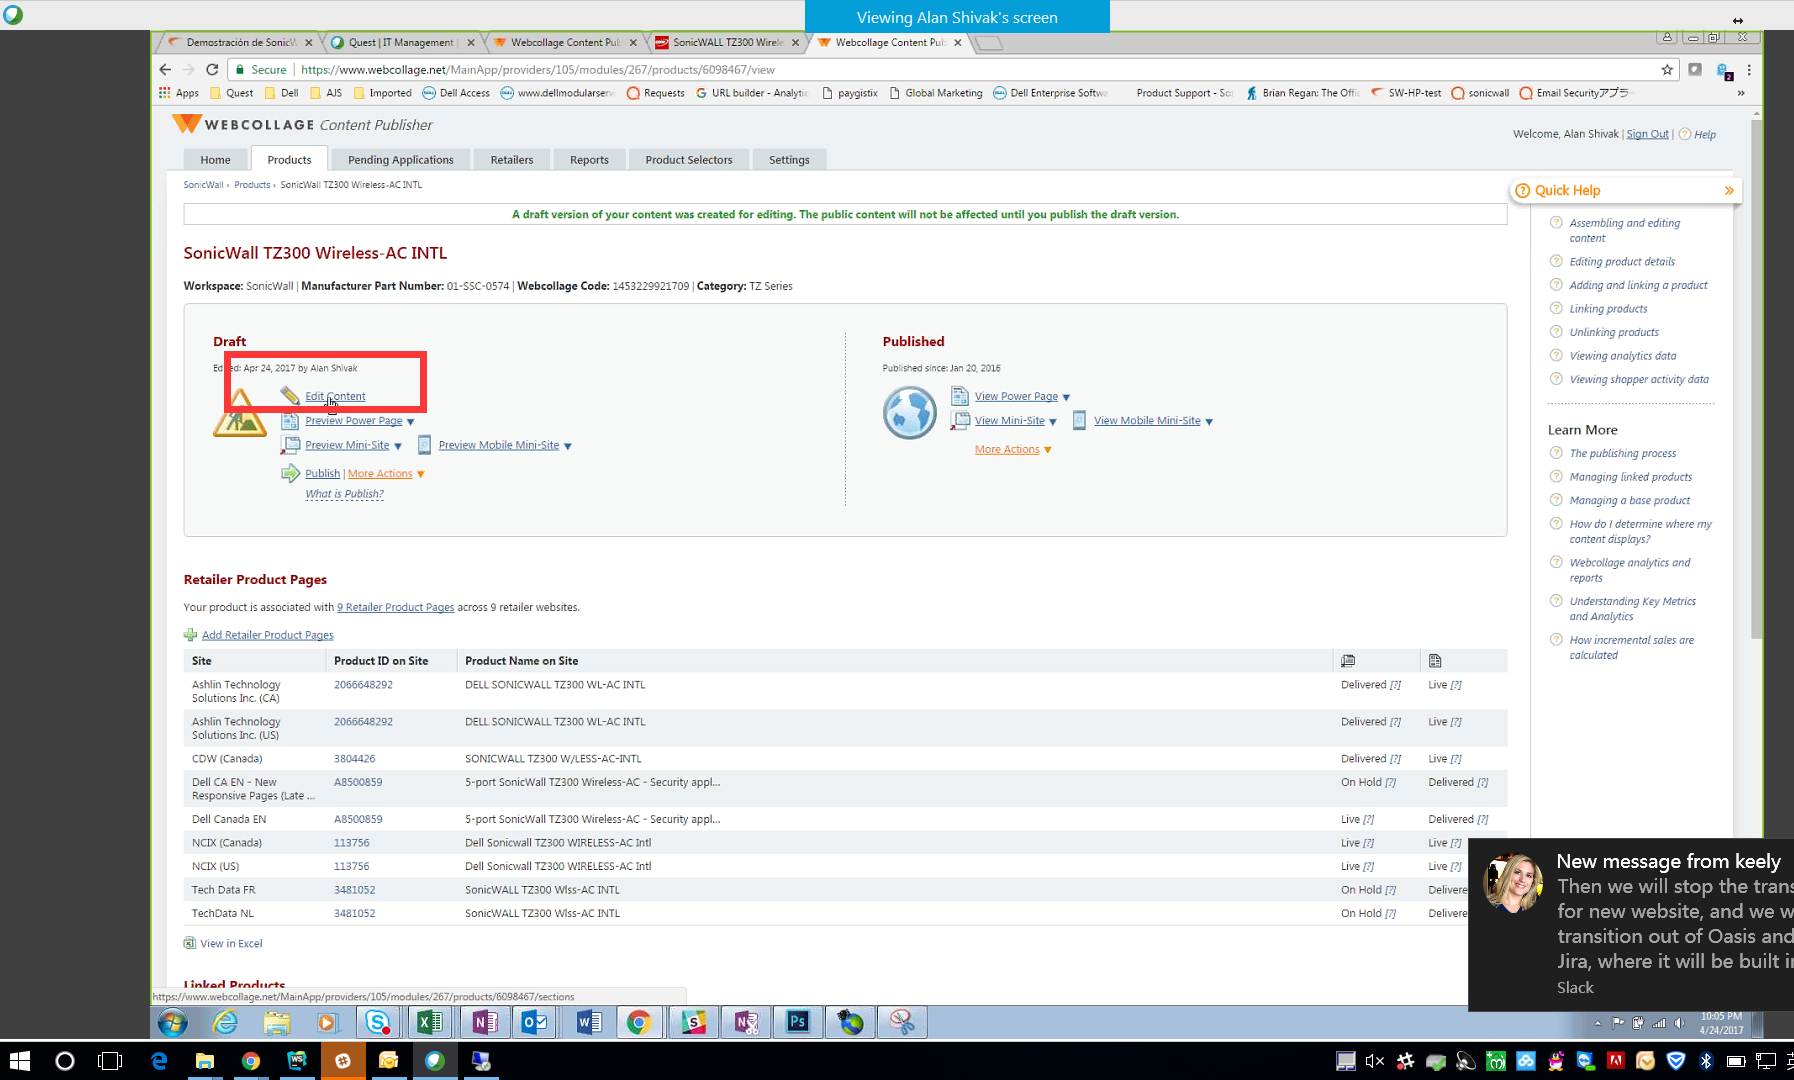 Viewing Alan Shivak's screen
Demostración de SonicW
Quest | IT Management |
Webcollage Content Pub
SonicWALL TZ300 Wirele
Webcollage Content Pub
Secure | https://www.webcollage.net/MainApp/providers/105/modules/267/products/6098467/view
Apps Quest Dell AJS Imported Dell Access www.dellmodularserv Requests URL builder - Analytic paygistix Global Marketing Dell Enterprise Softwa Product Support - So Brian Regan: The Offic SW-HP-test sonicwall Email Securityアプラ »
WEBCOLLAGE Content Publisher
Welcome, Alan Shivak | Sign Out | Help
Home Products Pending Applications Retailers Reports Product Selectors Settings
SonicWall › Products › SonicWall TZ300 Wireless-AC INTL
A draft version of your content was created for editing. The public content will not be affected until you publish the draft version.
SonicWall TZ300 Wireless-AC INTL
Workspace: SonicWall | Manufacturer Part Number: 01-SSC-0574 | Webcollage Code: 1453229921709 | Category: TZ Series
Draft
Edited: Apr 24, 2017 by Alan Shivak
Edit Content
Preview Power Page
Preview Mini-Site Preview Mobile Mini-Site
Publish | More Actions
What is Publish?
Published
Published since: Jan 20, 2016
View Power Page
View Mini-Site View Mobile Mini-Site
More Actions
Retailer Product Pages
Your product is associated with 9 Retailer Product Pages across 9 retailer websites.
Add Retailer Product Pages
Site Product ID on Site Product Name on Site
Ashlin Technology Solutions Inc. (CA) 2066648292 DELL SONICWALL TZ300 WL-AC INTL Delivered [?] Live [?]
Ashlin Technology Solutions Inc. (US) 2066648292 DELL SONICWALL TZ300 WL-AC INTL Delivered [?] Live [?]
CDW (Canada) 3804426 SONICWALL TZ300 W/LESS-AC-INTL Delivered [?] Live [?]
Dell CA EN - New Responsive Pages (Late ... A8500859 5-port SonicWall TZ300 Wireless-AC - Security appl... On Hold [?] Delivered [?]
Dell Canada EN A8500859 5-port SonicWall TZ300 Wireless-AC - Security appl... Live [?] Delivered [?]
NCIX (Canada) 113756 Dell Sonicwall TZ300 WIRELESS-AC Intl Live [?] Live [?]
NCIX (US) 113756 Dell Sonicwall TZ300 WIRELESS-AC Intl Live [?] Live [?]
Tech Data FR 3481052 SonicWALL TZ300 Wlss-AC INTL On Hold [?] Delivere
TechData NL 3481052 SonicWALL TZ300 Wlss-AC INTL On Hold [?] Delivere
View in Excel
Linked Products
Quick Help »
Assembling and editing
content
Editing product details
Adding and linking a product
Linking products
Unlinking products
Viewing analytics data
Viewing shopper activity data
Learn More
The publishing process
Managing linked products
Managing a base product
How do I determine where my
content displays?
Webcollage analytics and
reports
Understanding Key Metrics
and Analytics
How incremental sales are
calculated
New message from keely
Then we will stop the trans
for new website, and we w
transition out of Oasis and
Jira, where it will be built i
Slack
https://www.webcollage.net/MainApp/providers/105/modules/267/products/6098467/sections
10:05 PM
4/24/2017